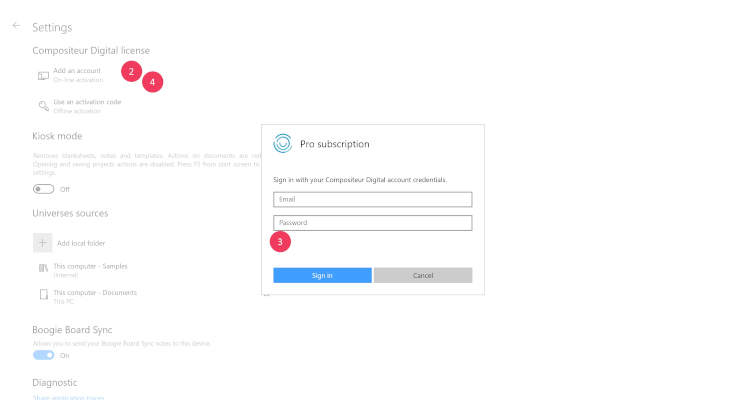 Settings
Compositeur Digital license
Add an account
On-line activation
2
4
Use an activation code
Offline activation
Kiosk mode
Removes blanksheets, notes and templates. Actions on documents are red
Opening and saving projects actions are disabled. Press F5 from start screen to
settings.
Off
Universes sources
Add local folder
This computer - Samples
(Internal)
This computer - Documents
This PC
Boogie Board Sync
Allows you to send your Boogie Board Sync notes to this device.
On
Diagnostic
Share application traces
Pro subscription
Sign in with your Compositeur Digital account credentials.
Email
Password
3
Sign in
Cancel